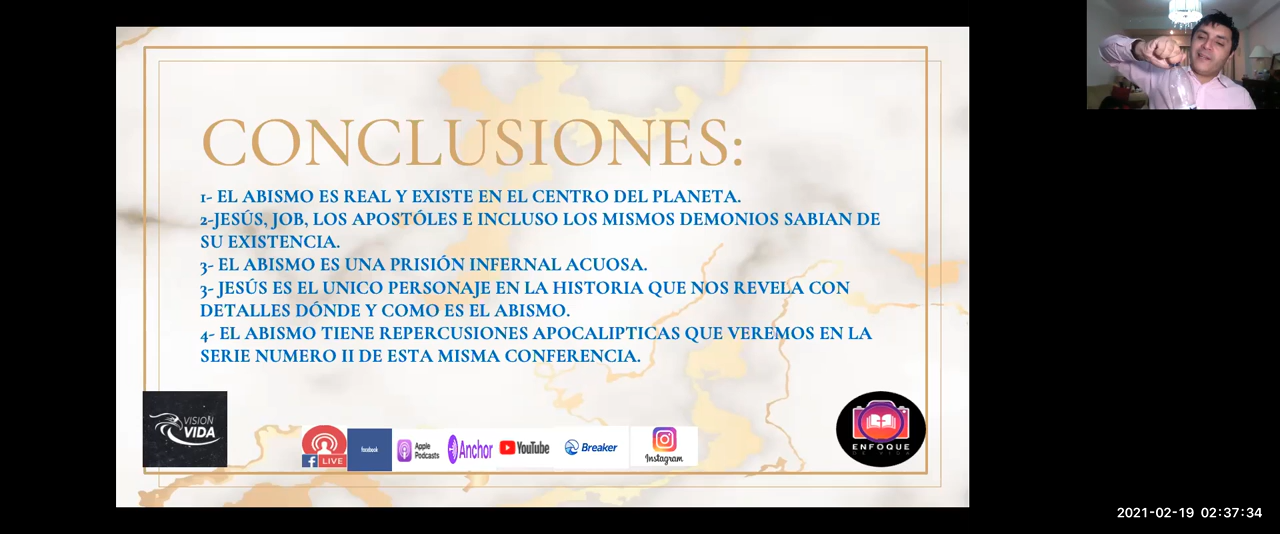 CONCLUSIONES:
1- EL ABISMO ES REAL Y EXISTE EN EL CENTRO DEL PLANETA.
2-JESÚS, JOB, LOS APOSTÓLES E INCLUSO LOS MISMOS DEMONIOS SABIAN DE
SU EXISTENCIA.
3- EL ABISMO ES UNA PRISIÓN INFERNAL ACUOSA.
3- JESÚS ES EL UNICO PERSONAJE EN LA HISTORIA QUE NOS REVELA CON
DETALLES DÓNDE Y COMO ES EL ABISMO.
4- EL ABISMO TIENE REPERCUSIONES APOCALIPTICAS QUE VEREMOS EN LA
SERIE NUMERO II DE ESTA MISMA CONFERENCIA.
VISIÓN
VIDA
f LIVE
facebook
Apple
Podcasts
Anchor
YouTube
Breaker
Instagram
ENFOQUE
2021-02-19 02:37:34